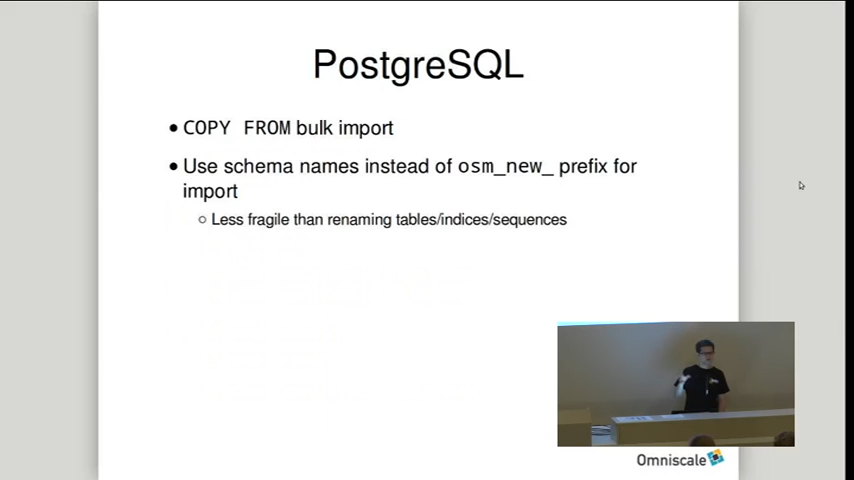 PostgreSQL
• COPY FROM bulk import
• Use schema names instead of osm_new_ prefix for
import
○ Less fragile than renaming tables/indices/sequences
Omniscale